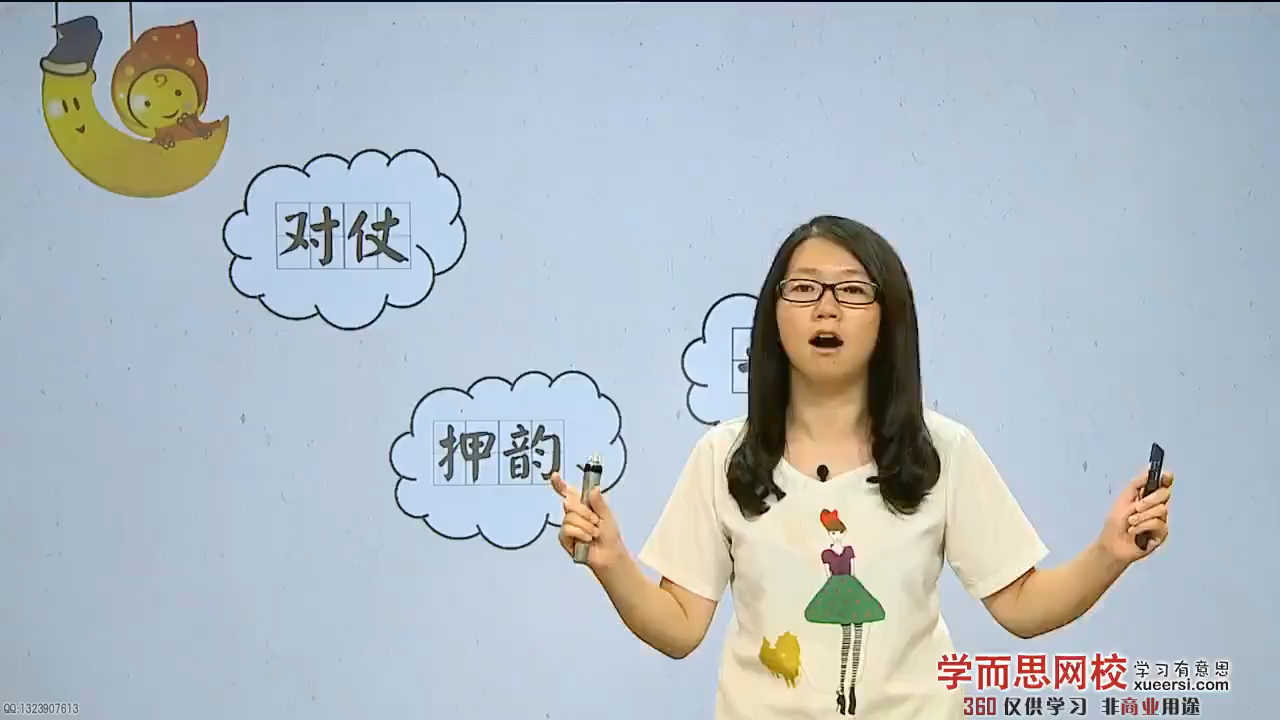 对仗
押韵
学而思网校 学习有意思
xueersi.com
360 仅供学习 非商业用途
QQ:1323907613